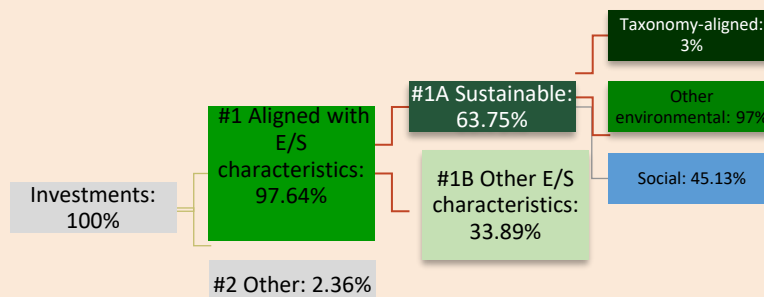 Taxonomy-aligned:
3%
#1A Sustainable:
63.75%
Other
environmental: 97%
#1 Aligned with
E/S
characteristics:
97.64%
#1B Other E/S
characteristics:
33.89%
Social: 45.13%
Investments:
100%
#2 Other: 2.36%